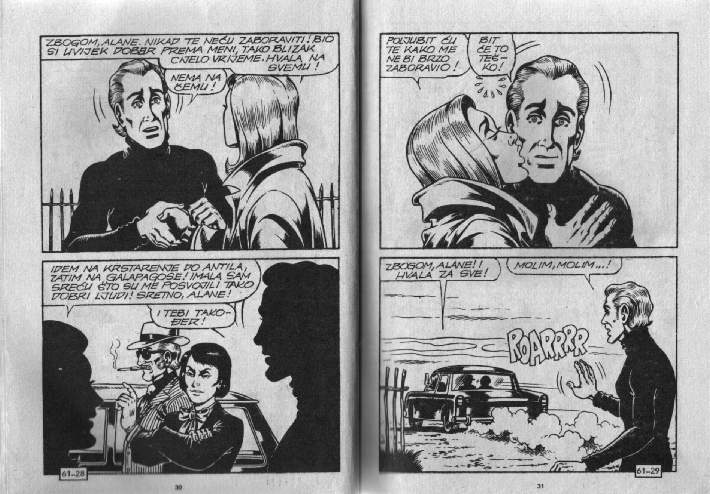 ZBOGOM, ALANE. NIKAD TE NEĆU ZABORAVITI! BIO
SI UVIJEK DOBER PREMA MENI, TAKO BLIZAK
CIJELO VRIJEME. HVALA NA
SVEMU!
NEMA NA
ČEMU!
IDEM NA KRSTARENJE DO ANTILA,
ZATIM NA GALAPAGOSE! IMALA SAM
SREĆU ŠTO SU ME POSVOJILI TAKO
DOBRI LJUDI! SRETNO, ALANE!
I TEBI TAKO-
ĐER!
61-28
30
POLJUBIT ĆU
TE KAKO ME
NE BI BRZO
ZABORAVIO!
BIT
ĆE TO
TEŠ-
KO!
ZBOGOM, ALANE! I
HVALA ZA SVE!
MOLIM, MOLIM...!
ROARRRR
61-29
31